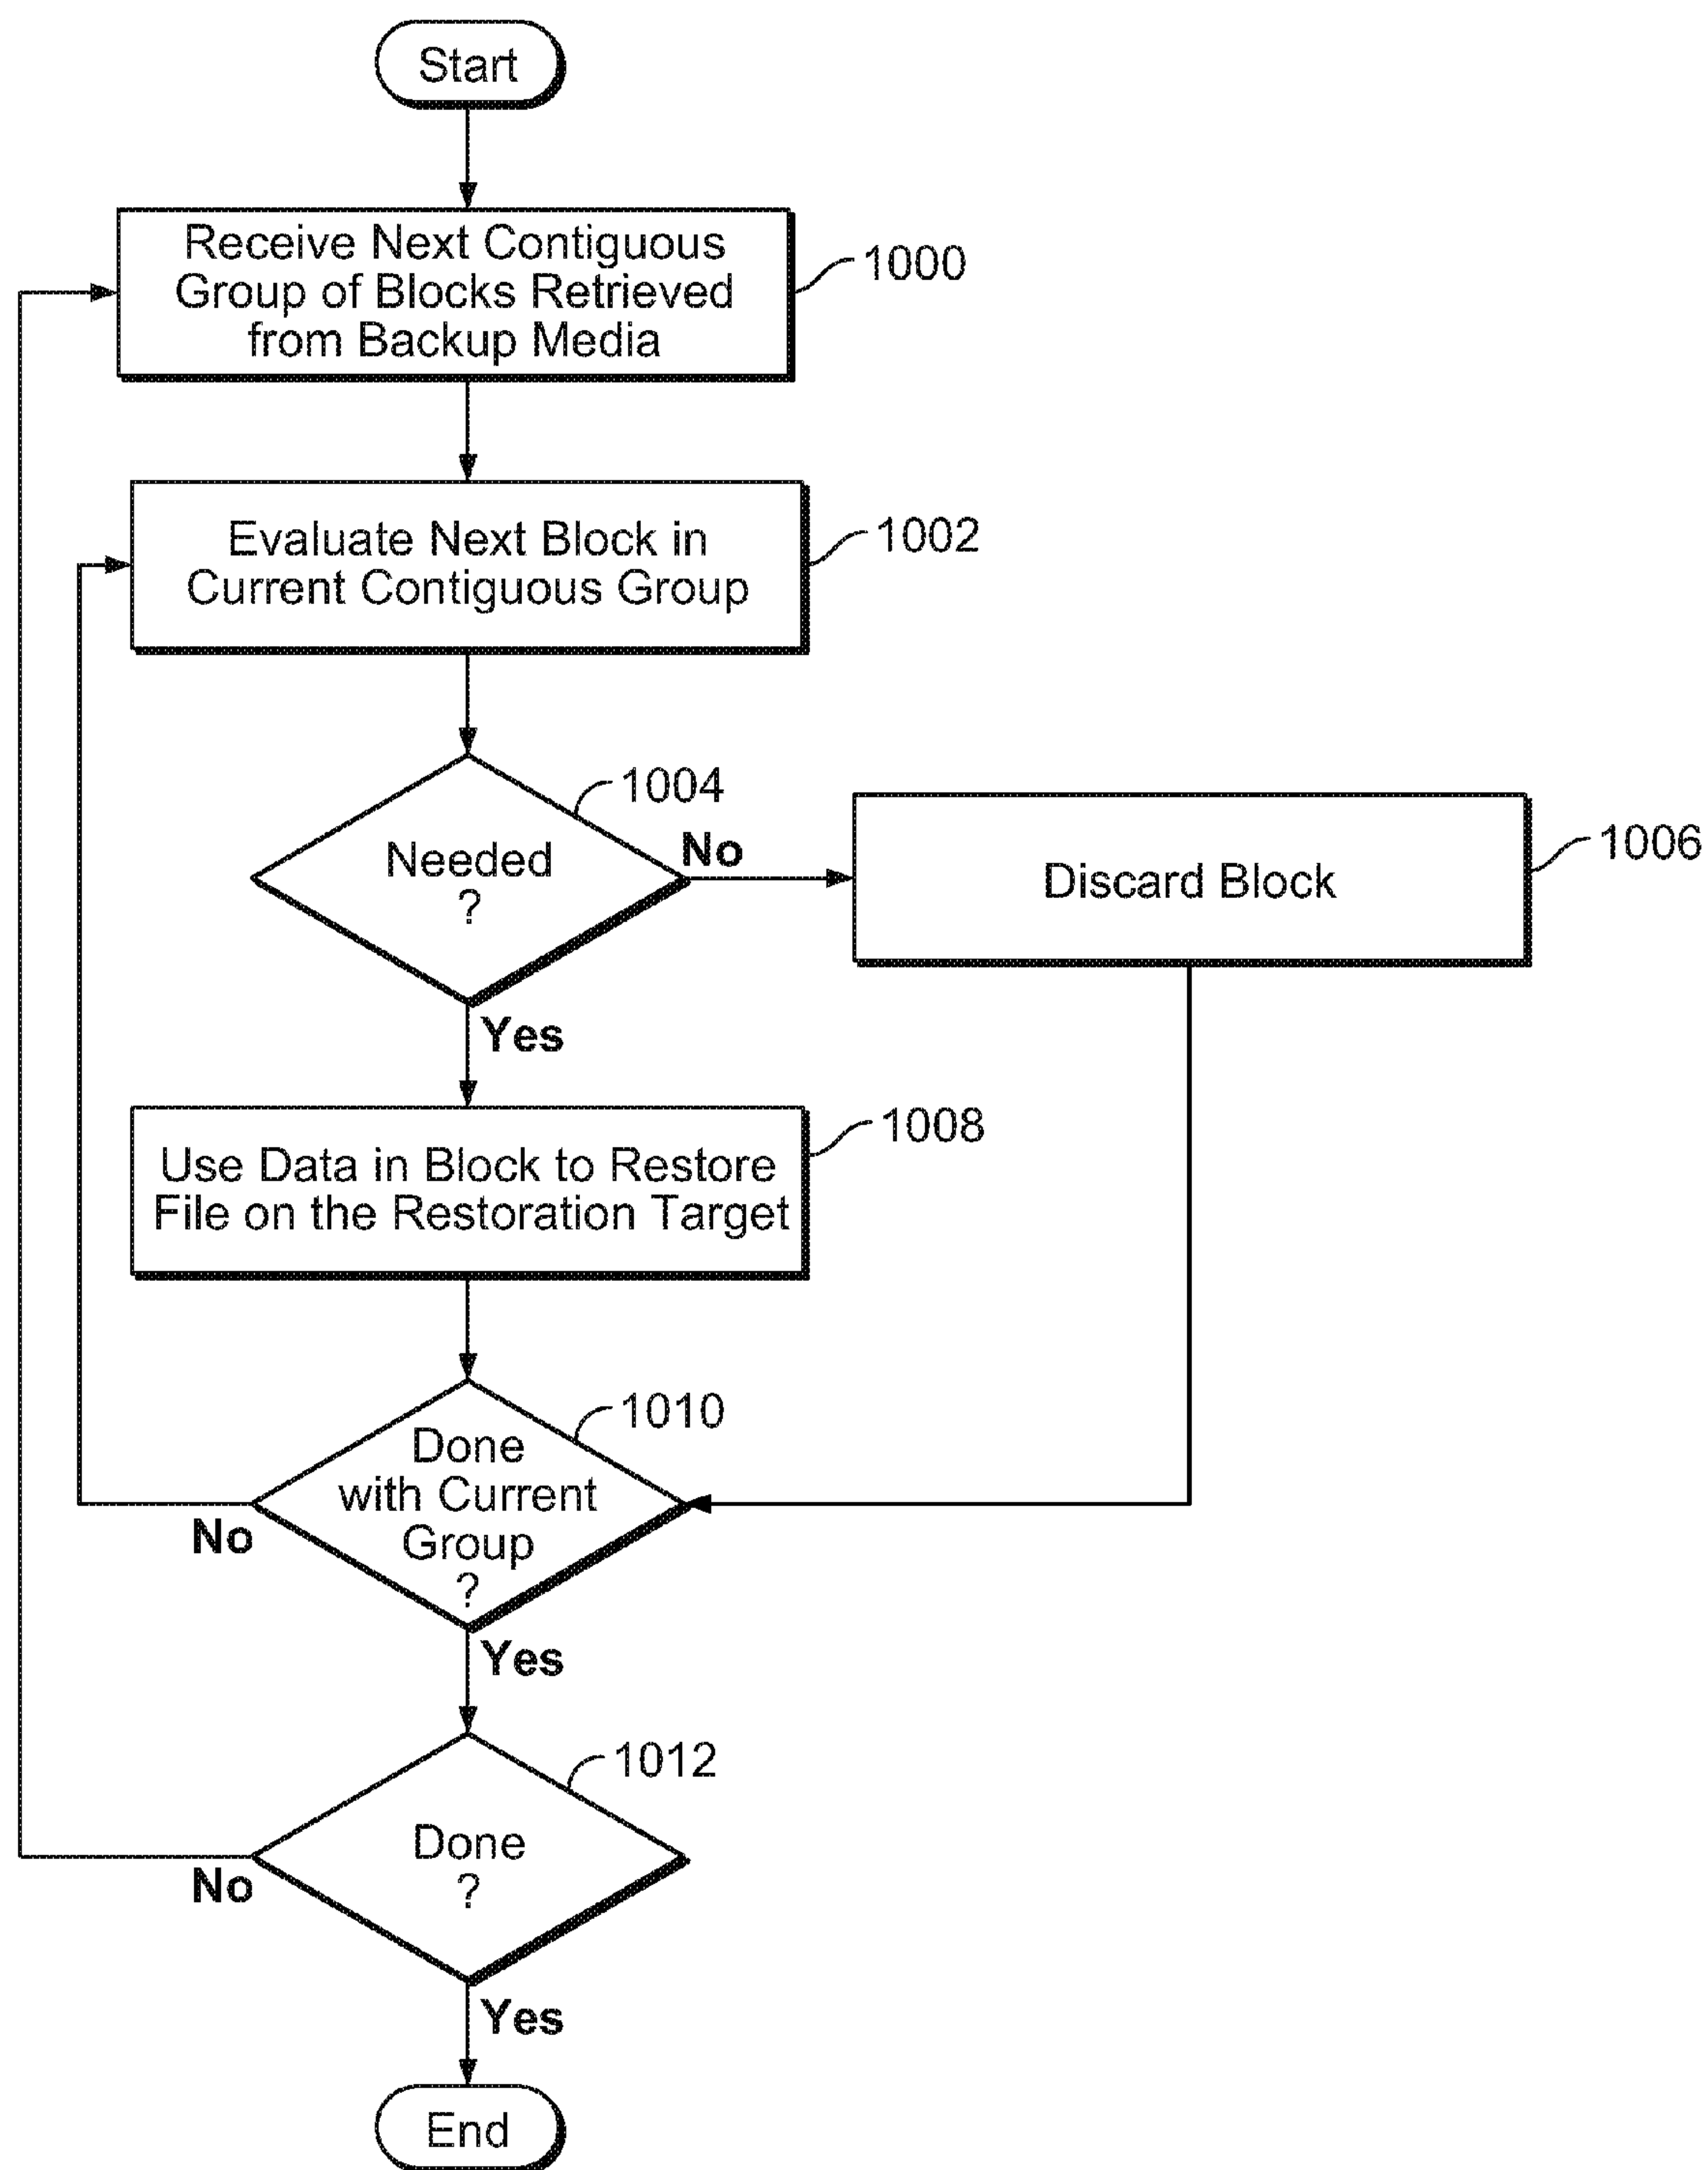 Start
Receive Next Contiguous
Group of Blocks Retrieved
from Backup Media
1000
Evaluate Next Block in
Current Contiguous Group
1002
1004
Needed
?
No
Discard Block
1006
Yes
Use Data in Block to Restore
File on the Restoration Target
1008
1010
Done
with Current
Group
?
No
Yes
1012
Done
?
No
Yes
End